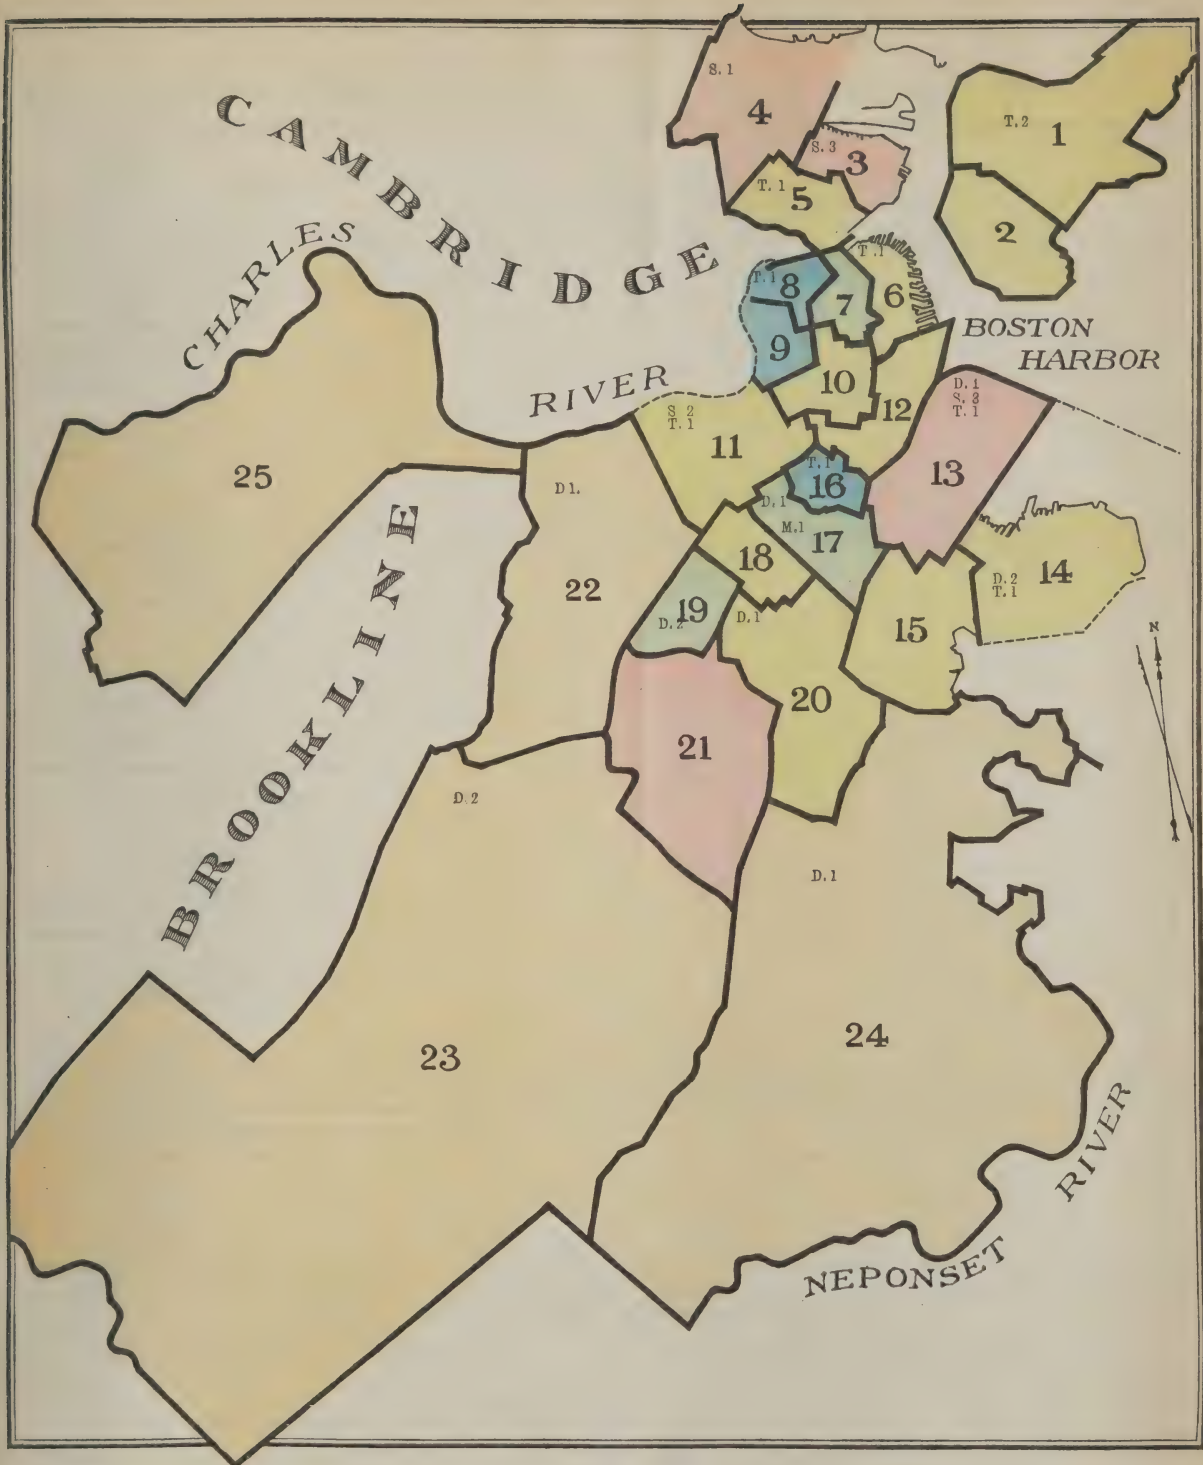 S. 1
4
T. 2
1
S. 3
3
CAMBRIDGE
T. 1
5
2
CHARLES
T. 1
6
T. 1
8
7
9
BOSTON
HARBOR
RIVER
10
12
D. 1
S. 3
T. 1
13
S 2
T. 1
11
25
T. 1
16
D 1.
D. 1
M. 1
17
18
14
D. 2
T. 1
22
19
D. 2
D. 1
15
N
BROOKLINE
20
21
D. 2
D. 1
23
24
RIVER
NEPONSET